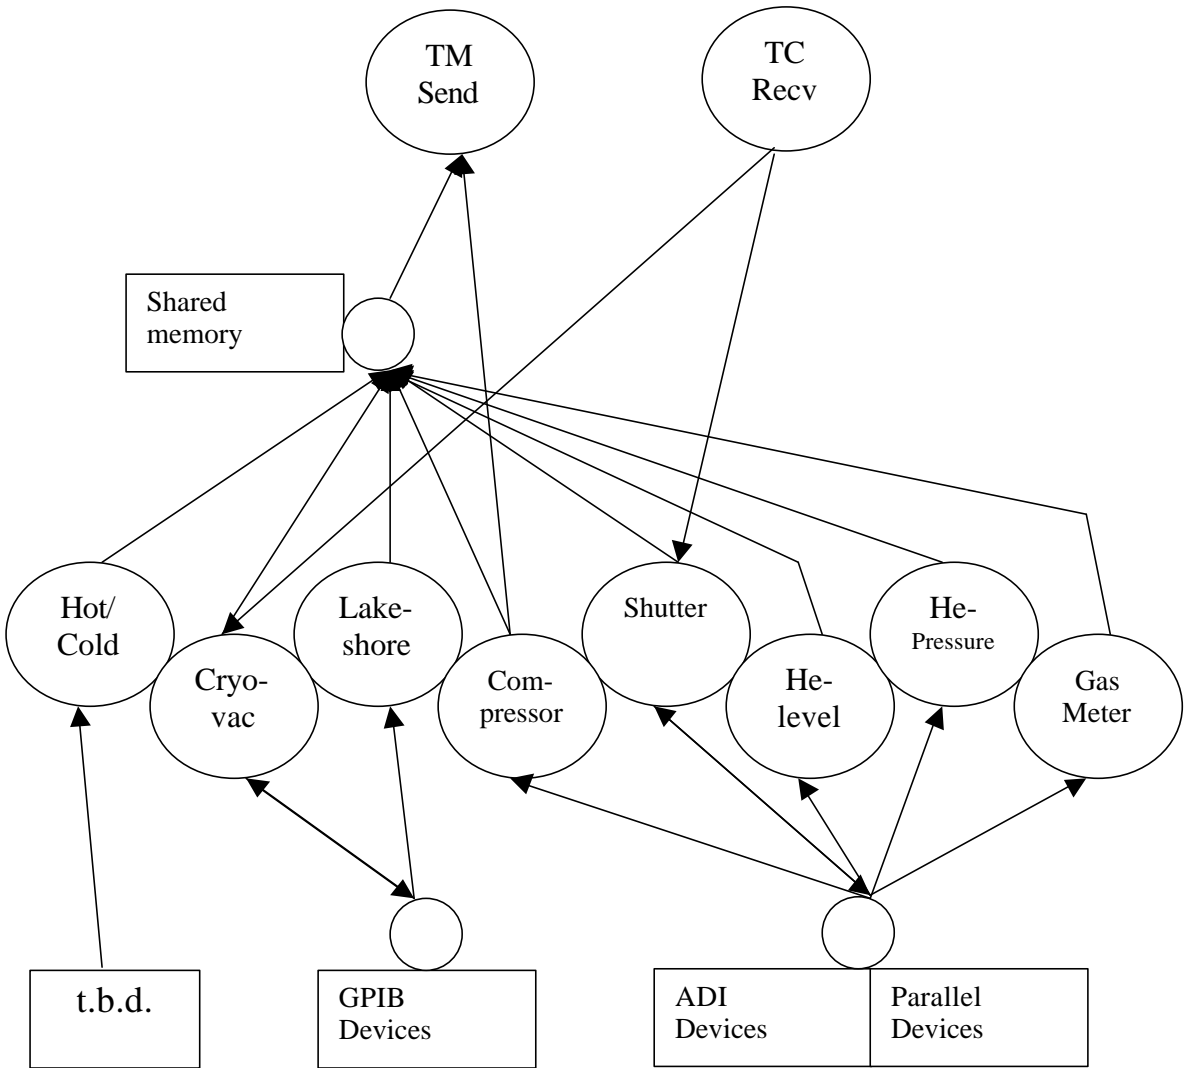 TM
Send
TC
Recv
Shared
memory
Hot/
Cold
Cryo-
vac
Lake-
shore
Com-
pressor
Shutter
He-
level
He-
Pressure
Gas
Meter
t.b.d.
GPIB
Devices
ADI
Devices
Parallel
Devices